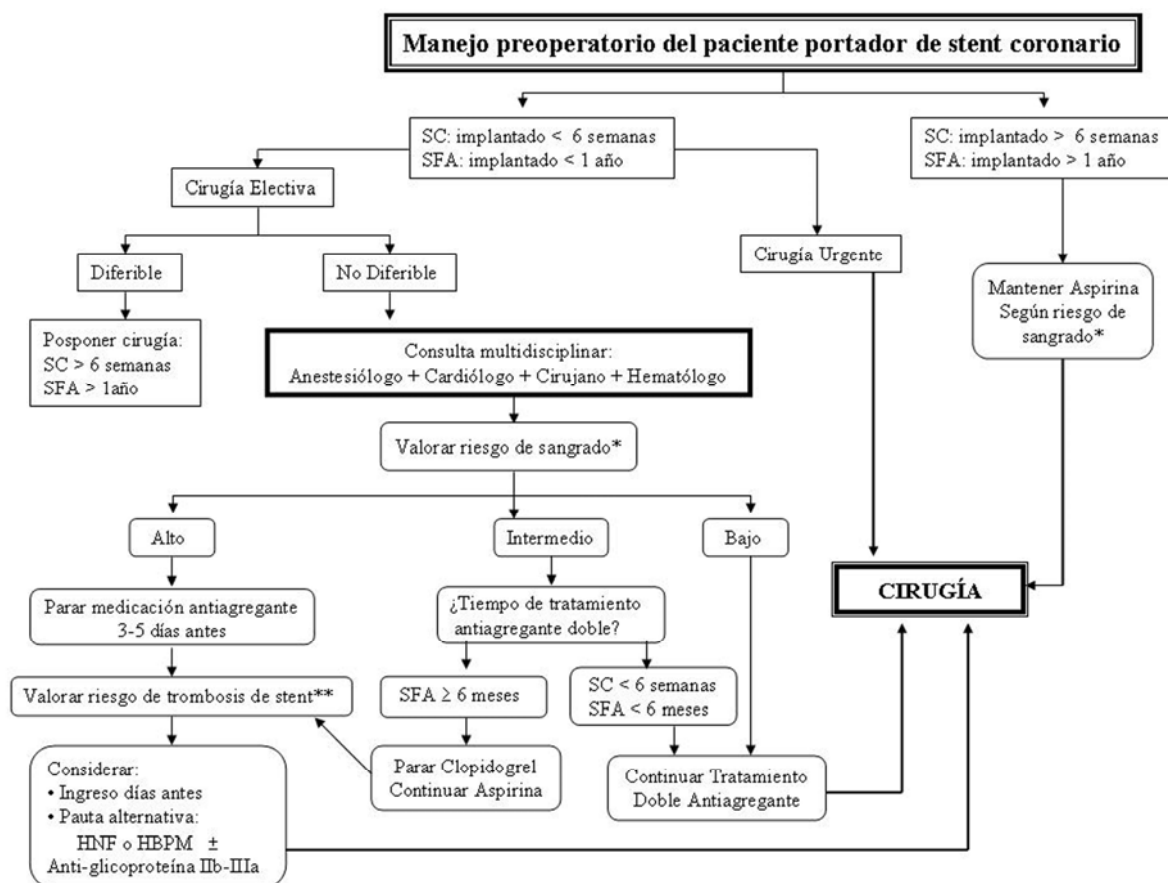 Manejo preoperatorio del paciente portador de stent coronario
SC: implantado < 6 semanas
SFA: implantado < 1 año
SC: implantado > 6 semanas
SFA: implantado > 1 año
Cirugía Electiva
Cirugía Urgente
Diferible
No Diferible
Mantener Aspirina
Según riesgo de
sangrado*
Posponer cirugía:
SC > 6 semanas
SFA > 1año
Consulta multidisciplinar:
Anestesiólogo + Cardiólogo + Cirujano + Hematólogo
Valorar riesgo de sangrado*
Alto
Intermedio
Bajo
CIRUGÍA
Parar medicación antiagregante
3-5 días antes
¿Tiempo de tratamiento
antiagregante doble?
Valorar riesgo de trombosis de stent**
SFA ≥ 6 meses
SC < 6 semanas
SFA < 6 meses
Considerar:
• Ingreso días antes
• Pauta alternativa:
HNF o HBPM ±
Anti-glicoproteína IIb-IIIa
Parar Clopidogrel
Continuar Aspirina
Continuar Tratamiento
Doble Antiagregante